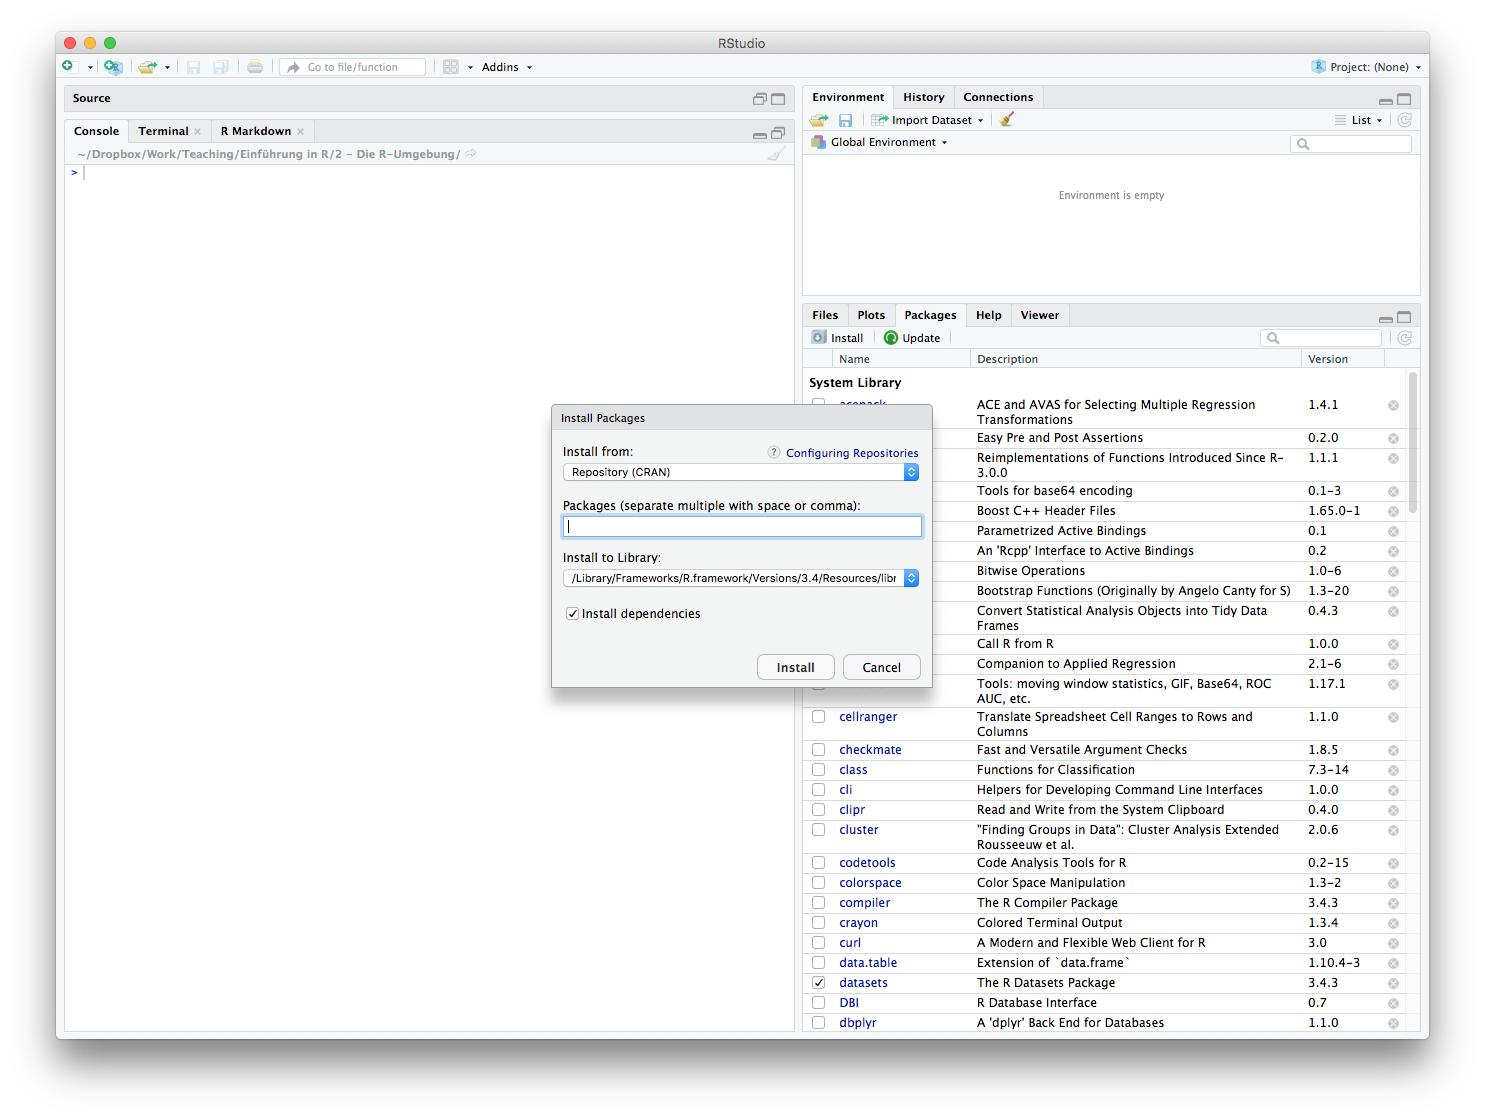 RStudio
Go to file/function
Addins
Project: (None)
Source
Console Terminal R Markdown
~/Dropbox/Work/Teaching/Einführung in R/2 - Die R-Umgebung/
>
Environment History Connections
Import Dataset
List
Global Environment
Environment is empty
Files Plots Packages Help Viewer
Install Update
Name Description Version
System Library
ACE and AVAS for Selecting Multiple Regression Transformations 1.4.1
Easy Pre and Post Assertions 0.2.0
Reimplementations of Functions Introduced Since R-3.0.0 1.1.1
Tools for base64 encoding 0.1-3
Boost C++ Header Files 1.65.0-1
Parametrized Active Bindings 0.1
An 'Rcpp' Interface to Active Bindings 0.2
Bitwise Operations 1.0-6
Bootstrap Functions (Originally by Angelo Canty for S) 1.3-20
Convert Statistical Analysis Objects into Tidy Data Frames 0.4.3
Call R from R 1.0.0
Companion to Applied Regression 2.1-6
Tools: moving window statistics, GIF, Base64, ROC AUC, etc. 1.17.1
cellranger Translate Spreadsheet Cell Ranges to Rows and Columns 1.1.0
checkmate Fast and Versatile Argument Checks 1.8.5
class Functions for Classification 7.3-14
cli Helpers for Developing Command Line Interfaces 1.0.0
clipr Read and Write from the System Clipboard 0.4.0
cluster "Finding Groups in Data": Cluster Analysis Extended Rousseeuw et al. 2.0.6
codetools Code Analysis Tools for R 0.2-15
colorspace Color Space Manipulation 1.3-2
compiler The R Compiler Package 3.4.3
crayon Colored Terminal Output 1.3.4
curl A Modern and Flexible Web Client for R 3.0
data.table Extension of `data.frame` 1.10.4-3
datasets The R Datasets Package 3.4.3
DBI R Database Interface 0.7
dbplyr A 'dplyr' Back End for Databases 1.1.0
Install Packages
Install from:
? Configuring Repositories
Repository (CRAN)
Packages (separate multiple with space or comma):
Install to Library:
/Library/Frameworks/R.framework/Versions/3.4/Resources/libr
Install dependencies
Install Cancel